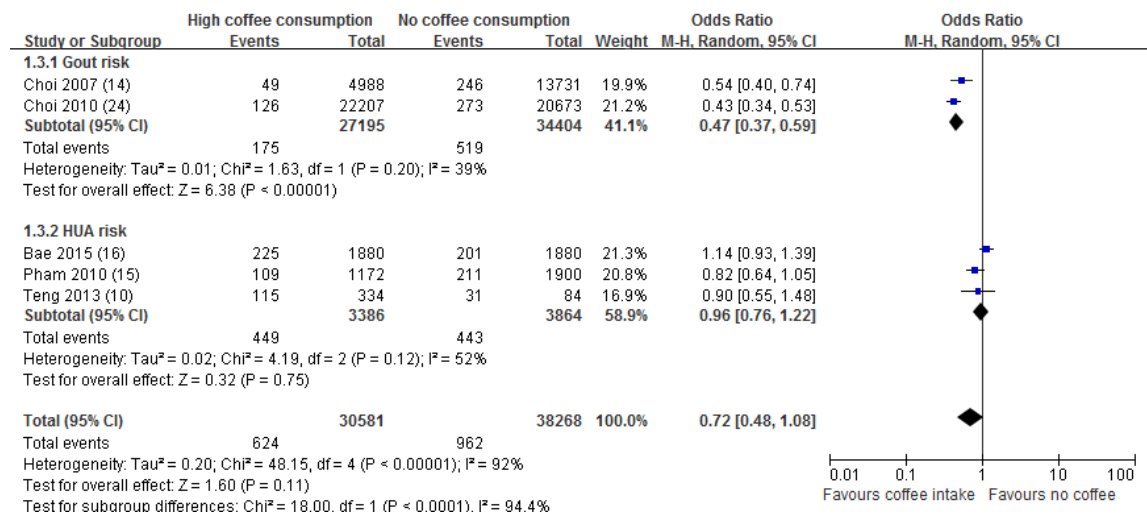 High coffee consumption No coffee consumption Odds Ratio Odds Ratio
Study or Subgroup Events Total Events Total Weight M-H, Random, 95% CI M-H, Random, 95% CI
1.3.1 Gout risk
Choi 2007 (14) 49 4988 246 13731 19.9% 0.54 [0.40, 0.74]
Choi 2010 (24) 126 22207 273 20673 21.2% 0.43 [0.34, 0.53]
Subtotal (95% CI) 27195 34404 41.1% 0.47 [0.37, 0.59]
Total events 175 519
Heterogeneity: Tau² = 0.01; Chi² = 1.63, df = 1 (P = 0.20); I² = 39%
Test for overall effect: Z = 6.38 (P < 0.00001)
1.3.2 HUA risk
Bae 2015 (16) 225 1880 201 1880 21.3% 1.14 [0.93, 1.39]
Pham 2010 (15) 109 1172 211 1900 20.8% 0.82 [0.64, 1.05]
Teng 2013 (10) 115 334 31 84 16.9% 0.90 [0.55, 1.48]
Subtotal (95% CI) 3386 3864 58.9% 0.96 [0.76, 1.22]
Total events 449 443
Heterogeneity: Tau² = 0.02; Chi² = 4.19, df = 2 (P = 0.12); I² = 52%
Test for overall effect: Z = 0.32 (P = 0.75)
Total (95% CI) 30581 38268 100.0% 0.72 [0.48, 1.08]
Total events 624 962
Heterogeneity: Tau² = 0.20; Chi² = 48.15, df = 4 (P < 0.00001); I² = 92%
Test for overall effect: Z = 1.60 (P = 0.11)
Test for subgroup differences: Chi² = 18.00, df = 1 (P < 0.0001), I² = 94.4%
0.01 0.1 1 10 100
Favours coffee intake Favours no coffee